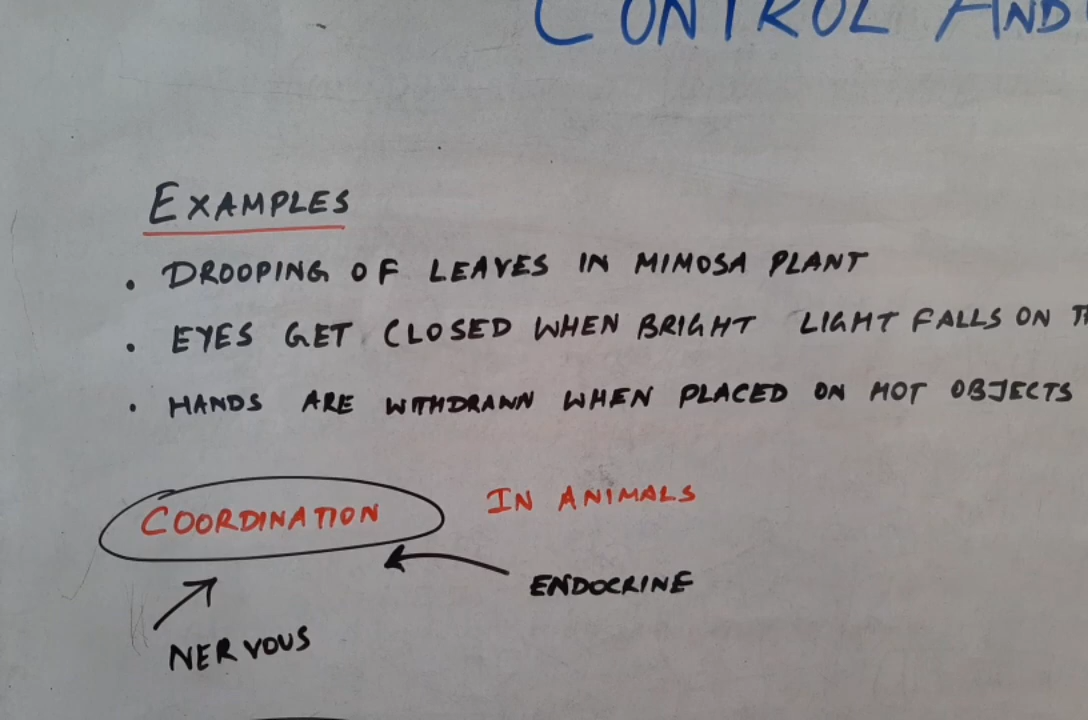 CONTROL AND
EXAMPLES
. DROOPING OF LEAVES IN MIMOSA PLANT
. EYES GET CLOSED WHEN BRIGHT LIGHT FALLS ON
. HANDS ARE WITHDRAWN WHEN PLACED ON HOT OBJECTS
COORDINATION IN ANIMALS
ENDOCRINE
NERVOUS